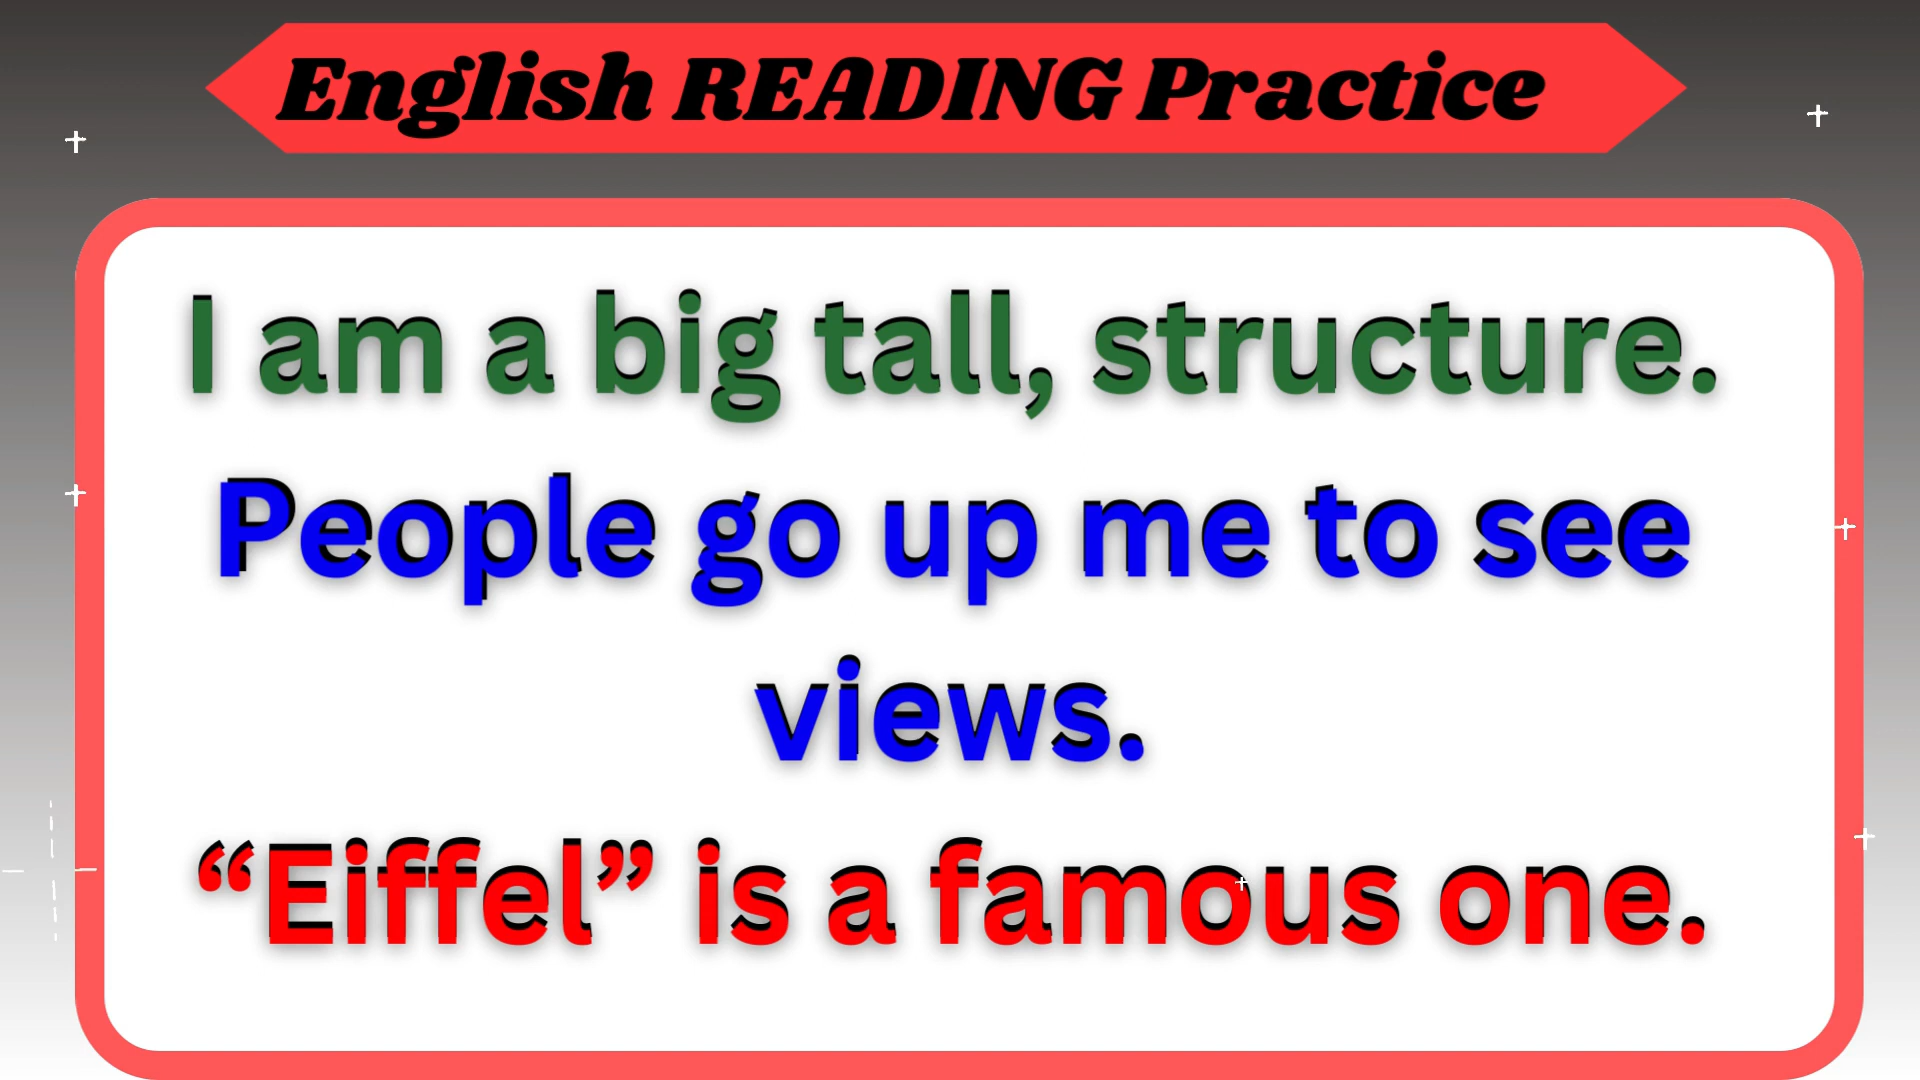 English READING Practice
I am a big tall, structure.
People go up me to see
views.
“Eiffel” is a famous one.